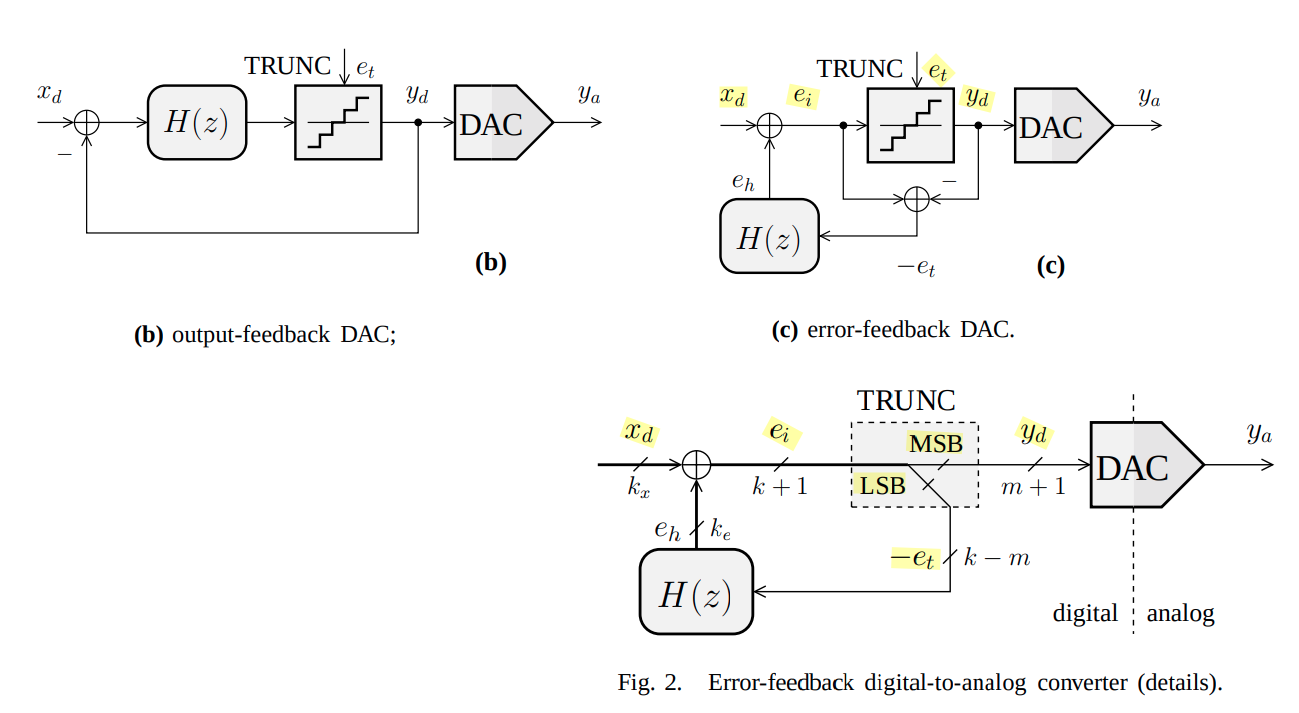 TRUNC
e_t
x_d
H(z)
y_d
DAC
y_a
−
(b)
(b) output-feedback DAC;
TRUNC
e_t
x_d
e_i
y_d
DAC
y_a
e_h
−
H(z)
−e_t
(c)
(c) error-feedback DAC.
TRUNC
x_d
e_i
MSB
y_d
y_a
DAC
k_x
k + 1
LSB
m + 1
e_h
k_e
−e_t
k − m
H(z)
digital
analog
Fig. 2. Error-feedback digital-to-analog converter (details).